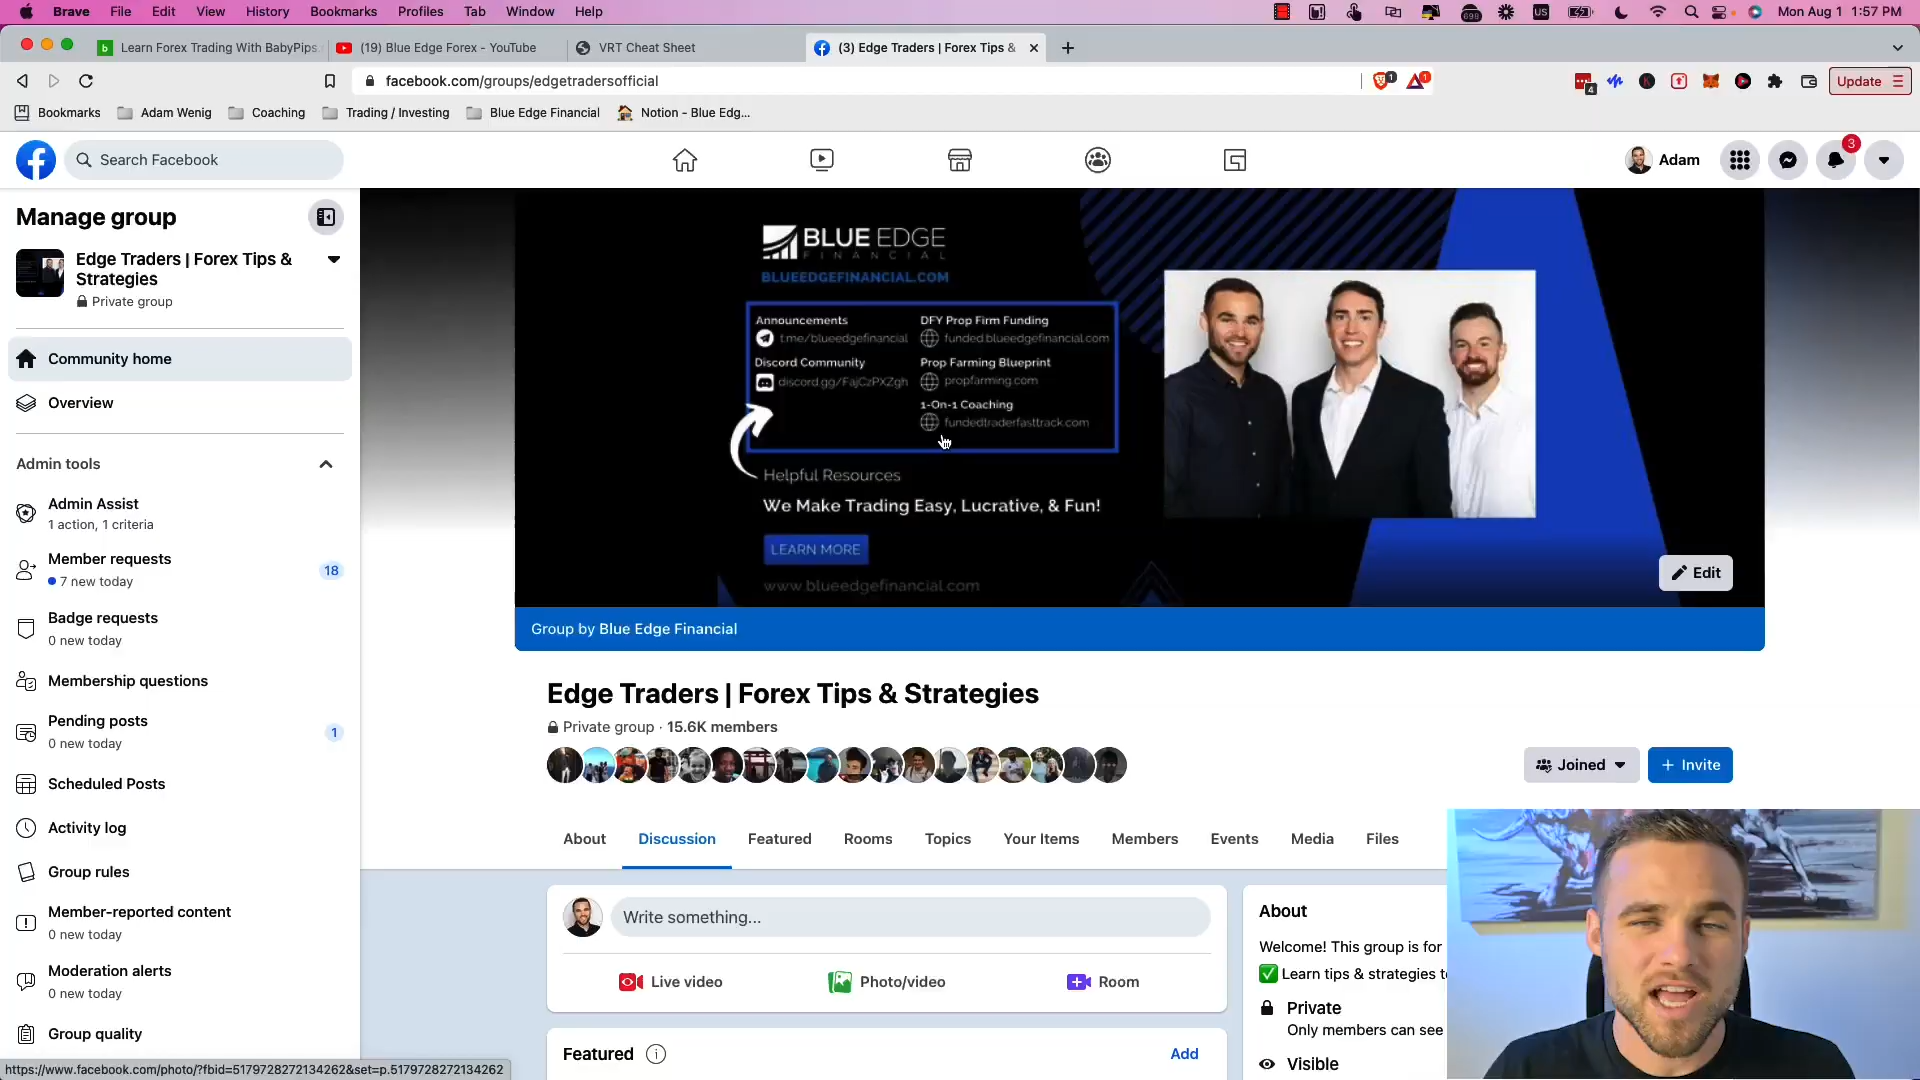 Brave File Edit View History Bookmarks Profiles Tab Window Help
698 US Mon Aug 1 1:57 PM
Learn Forex Trading With BabyPips. (19) Blue Edge Forex - YouTube VRT Cheat Sheet (3) Edge Traders | Forex Tips &
facebook.com/groups/edgetradersofficial 1 1 4 Update
Bookmarks Adam Wenig Coaching Trading / Investing Blue Edge Financial Notion - Blue Edg...
Search Facebook Adam 3
Manage group
Edge Traders | Forex Tips &
Strategies
Private group
Community home
Overview
Admin tools
Admin Assist
1 action, 1 criteria
Member requests
7 new today
18
Badge requests
0 new today
Membership questions
Pending posts
0 new today
1
Scheduled Posts
Activity log
Group rules
Member-reported content
0 new today
Moderation alerts
0 new today
Group quality
https://www.facebook.com/photo/?fbid=5179728272134262&set=p.5179728272134262
BLUE EDGE
FINANCIAL
BLUEEDGEFINANCIAL.COM
Announcements
t.me/blueedgefinancial
Discord Community
discord.gg/FajCzPXZgh
DFY Prop Firm Funding
funded.blueedgefinancial.com
Prop Farming Blueprint
propfarming.com
1-On-1 Coaching
fundedtraderfasttrack.com
Helpful Resources
We Make Trading Easy, Lucrative, & Fun!
LEARN MORE
www.blueedgefinancial.com
Edit
Group by Blue Edge Financial
Edge Traders | Forex Tips & Strategies
Private group · 15.6K members
Joined + Invite
About Discussion Featured Rooms Topics Your Items Members Events Media Files
Write something...
Live video Photo/video Room
Featured Add
About
Welcome! This group is for
Learn tips & strategies t
Private
Only members can see
Visible